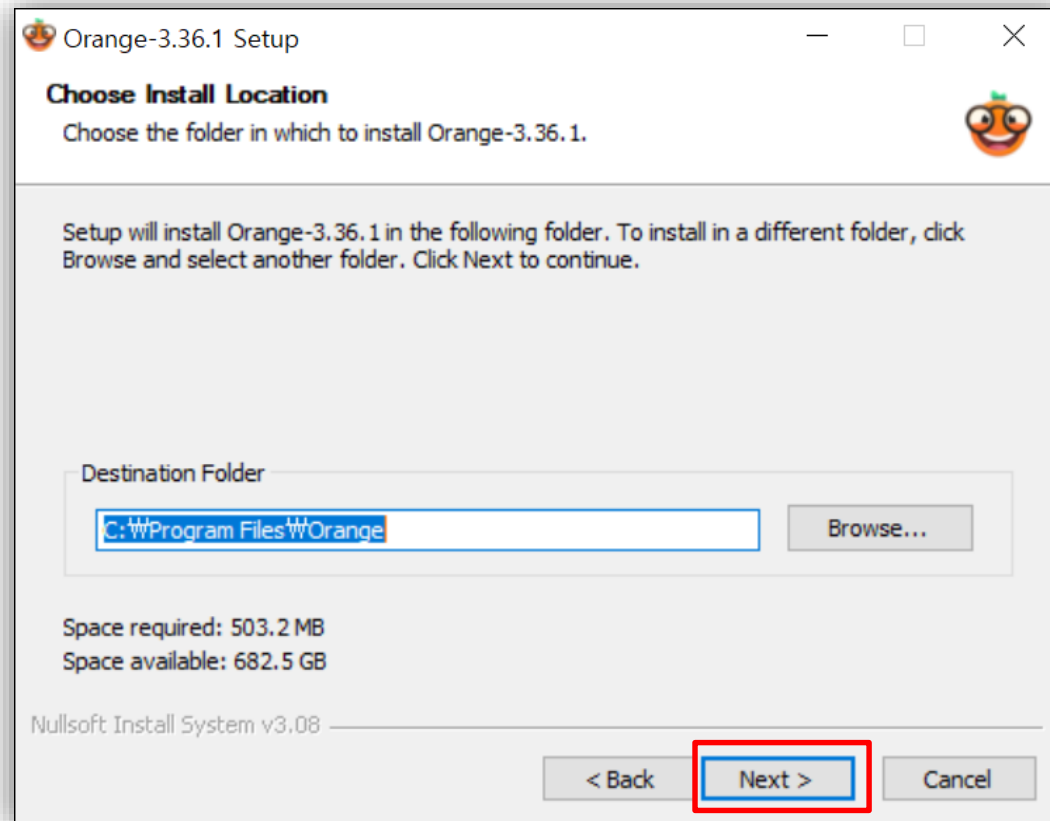 Orange-3.36.1 Setup
Choose Install Location
Choose the folder in which to install Orange-3.36.1.
Setup will install Orange-3.36.1 in the following folder. To install in a different folder, click
Browse and select another folder. Click Next to continue.
Destination Folder
C:₩Program Files₩Orange
Browse...
Space required: 503.2 MB
Space available: 682.5 GB
Nullsoft Install System v3.08
< Back
Next >
Cancel